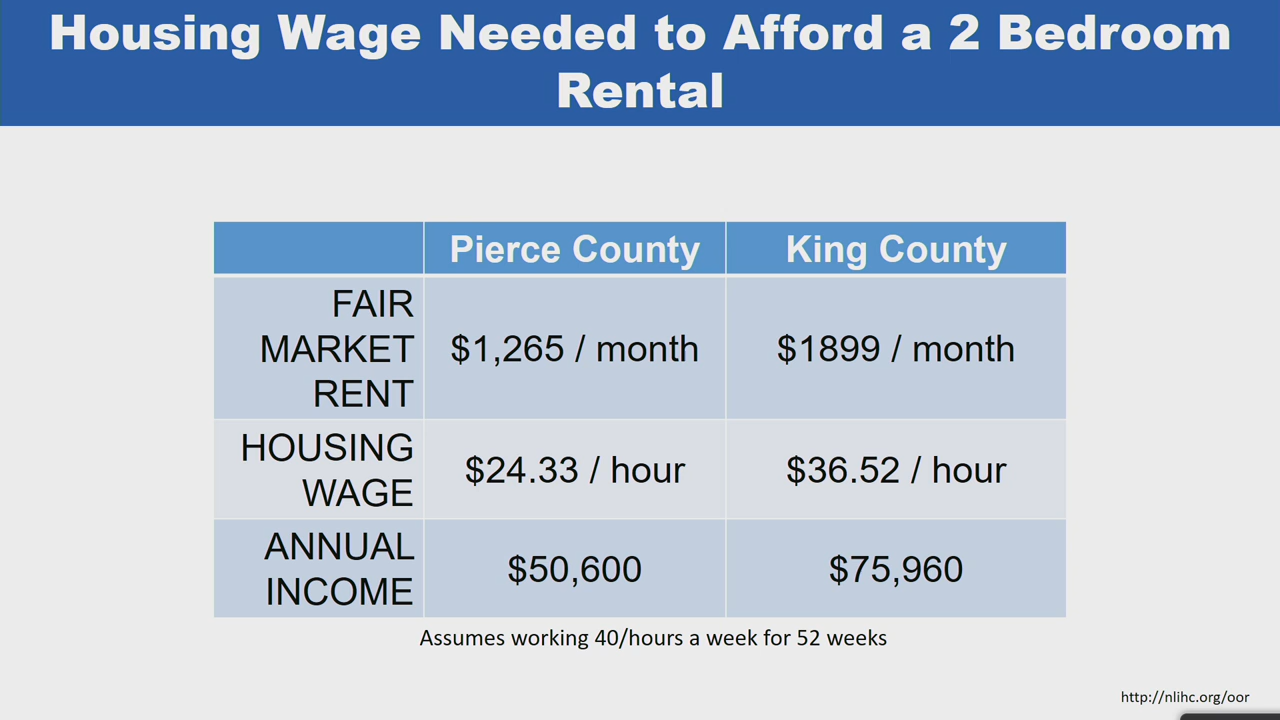 Housing Wage Needed to Afford a 2 Bedroom
Rental
Pierce County King County
FAIR
MARKET
RENT
$1,265 / month $1899 / month
HOUSING
WAGE
$24.33 / hour $36.52 / hour
ANNUAL
INCOME
$50,600 $75,960
Assumes working 40/hours a week for 52 weeks
http://nlihc.org/oor